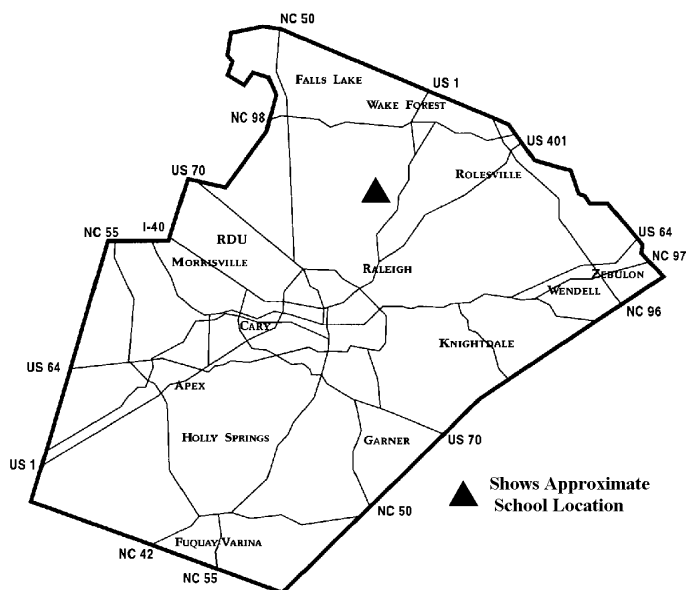 NC 50
FALLS LAKE
US 1
WAKE FOREST
NC 98
US 401
US 70
ROLESVILLE
I-40
NC 55
RDU
US 64
MORRISVILLE
RALEIGH
NC 97
ZEBULON
WENDELL
NC 96
CARY
KNIGHTDALE
US 64
APEX
HOLLY SPRINGS
GARNER
US 70
US 1
Shows Approximate
School Location
NC 50
FUQUAY-VARINA
NC 42
NC 55